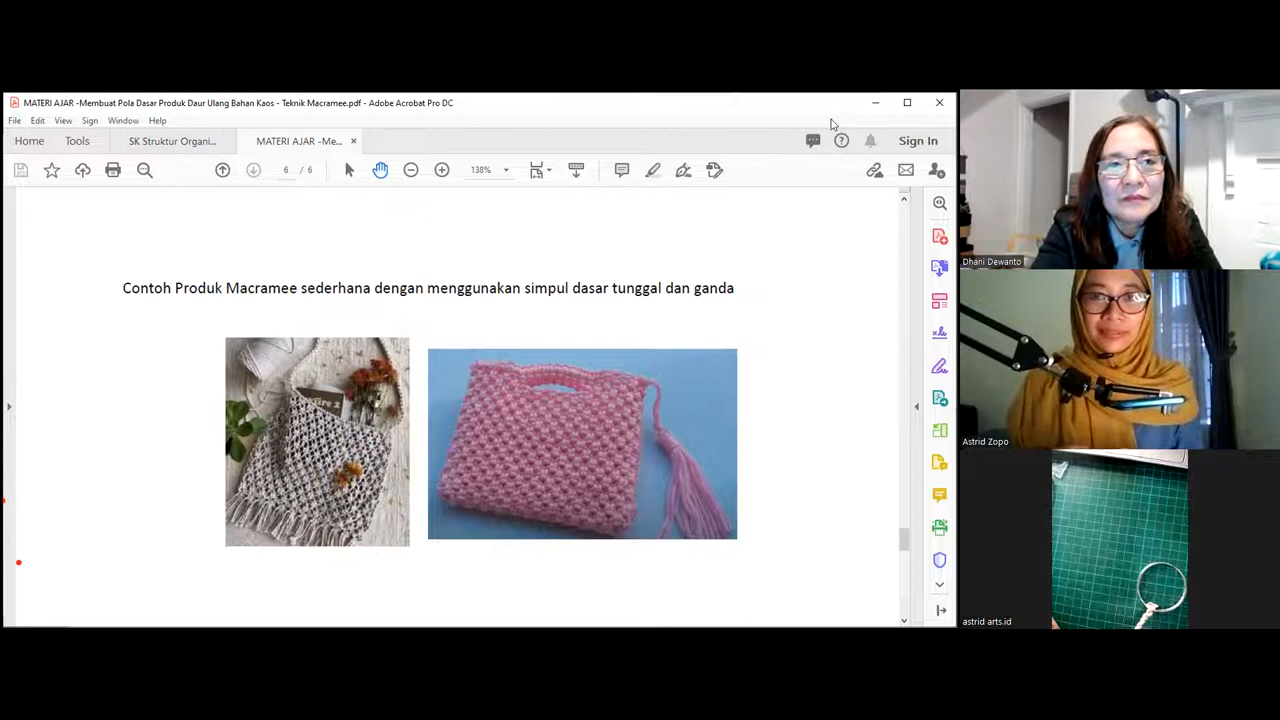 MATERI AJAR -Membuat Pola Dasar Produk Daur Ulang Bahan Kaos - Teknik Macramee.pdf - Adobe Acrobat Pro DC
File Edit View Sign Window Help
Home Tools SK Struktur Organi... MATERI AJAR -Me... × Sign In
6 / 6 138%
Contoh Produk Macramee sederhana dengan menggunakan simpul dasar tunggal dan ganda
Dhani Dewanto
Astrid Zopo
astrid arts.id